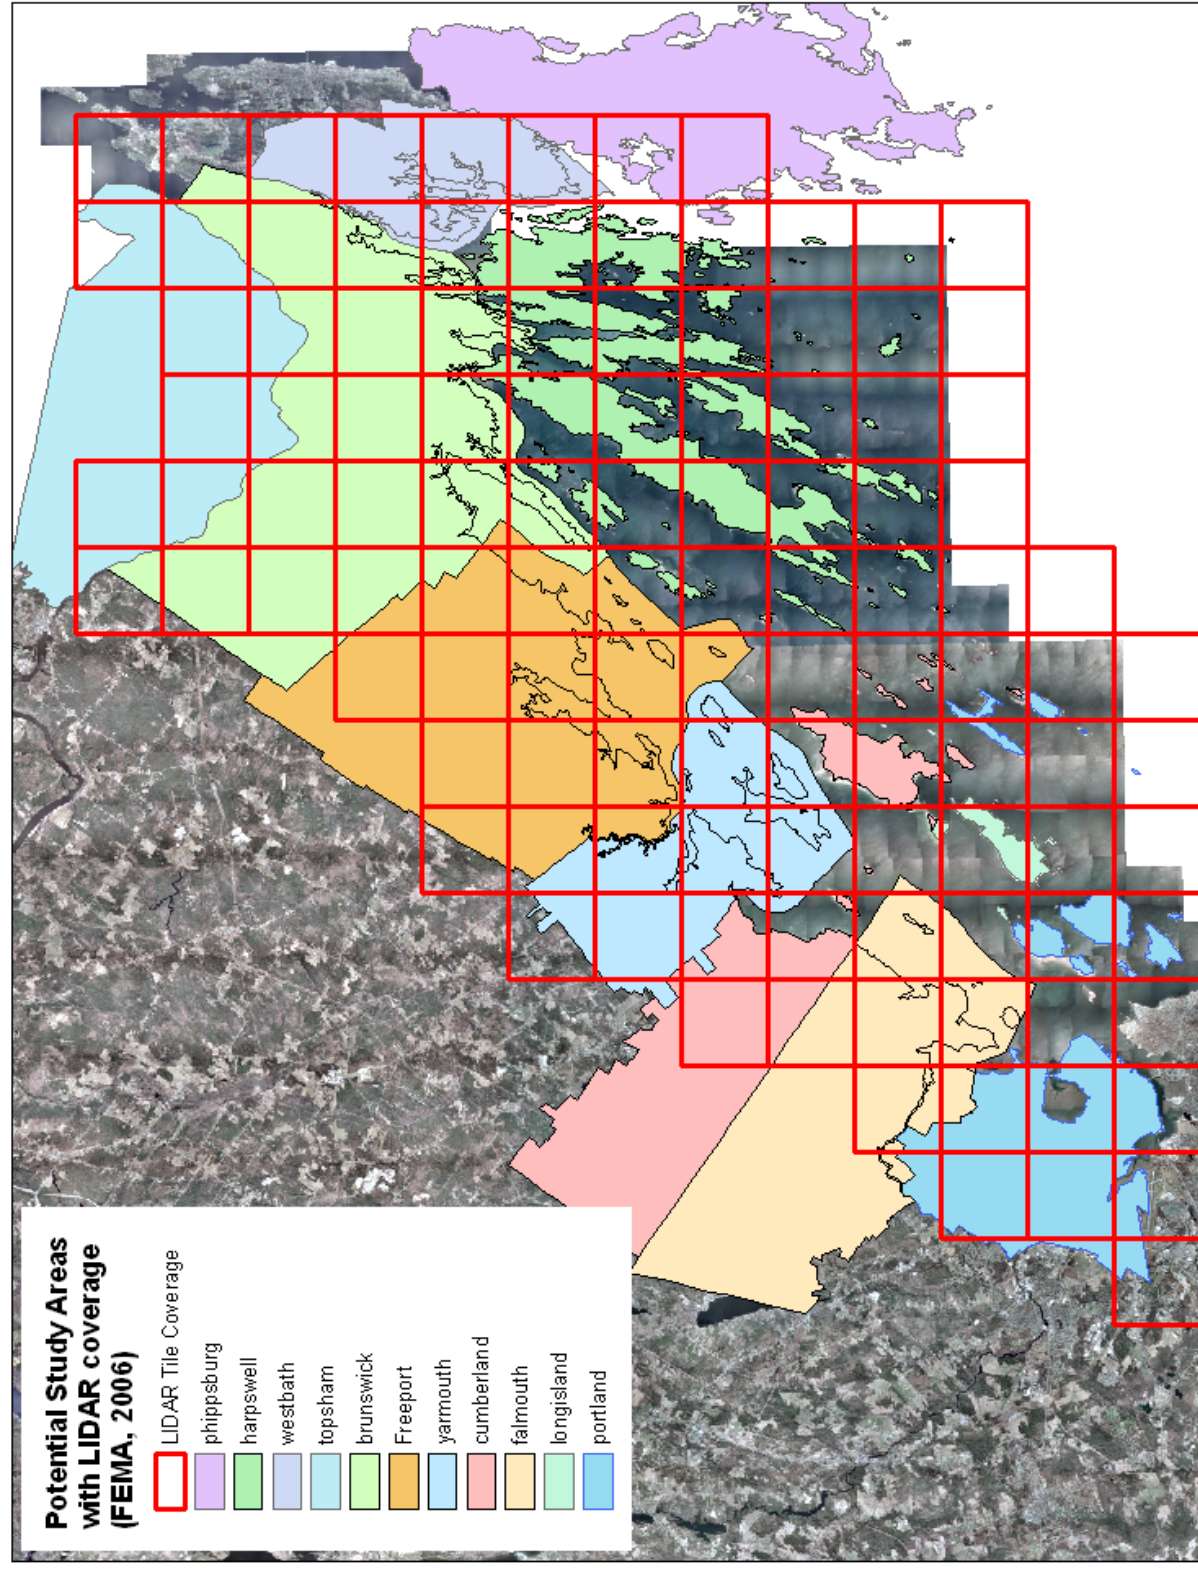 Potential Study Areas
with LIDAR coverage
(FEMA, 2006)
LIDAR Tile Coverage
phippsburg
harpswell
westbath
topsham
brunswick
Freeport
yarmouth
cumberland
falmouth
longisland
portland